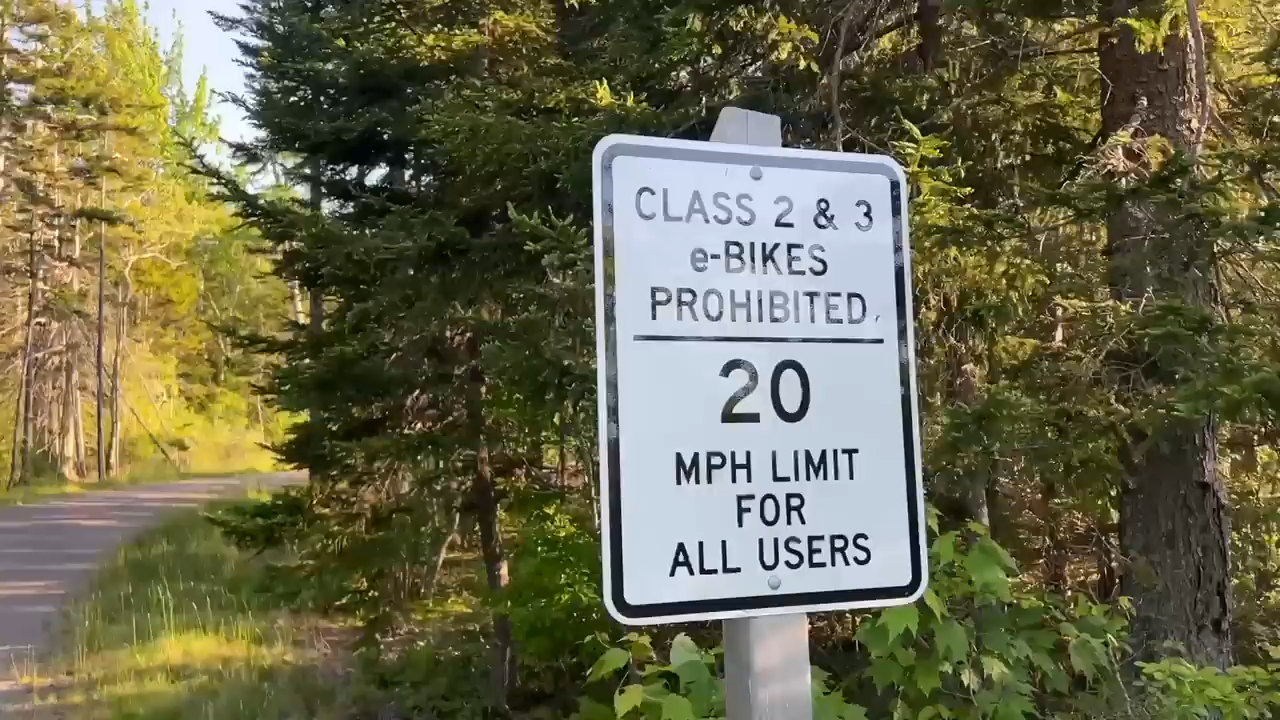 CLASS 2 & 3
e-BIKES
PROHIBITED
20
MPH LIMIT
FOR
ALL USERS